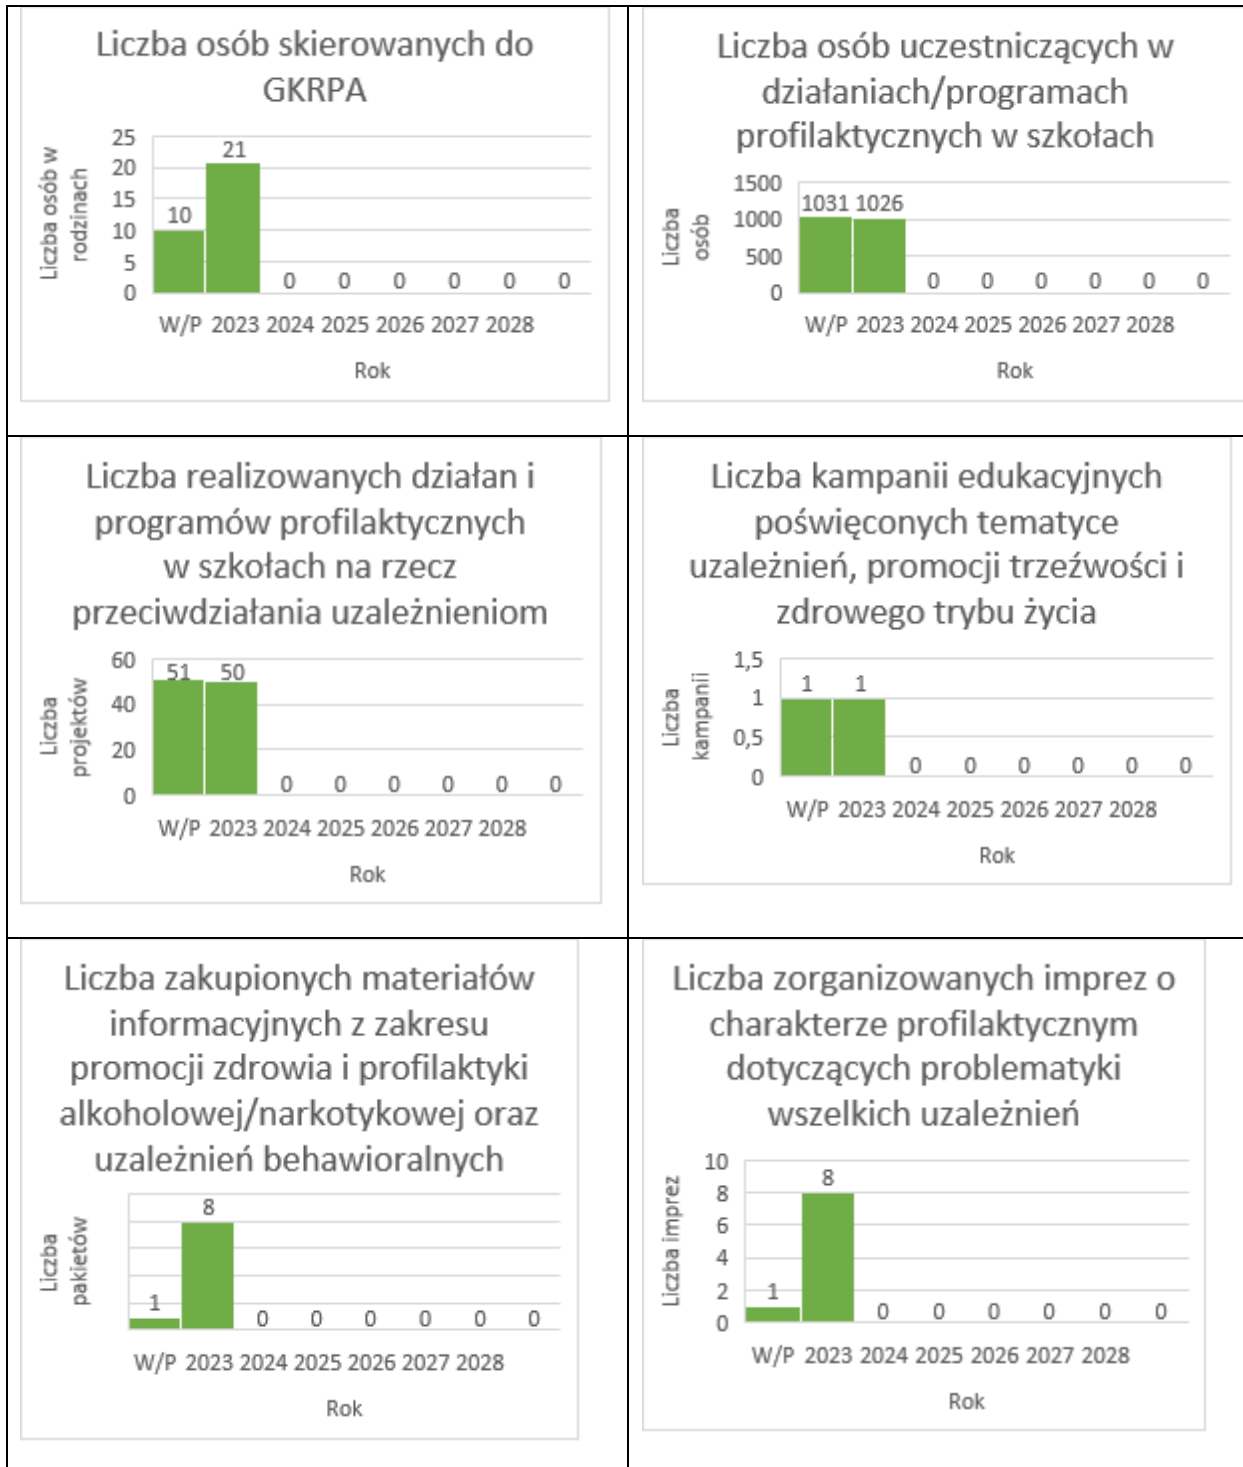 Liczba osób skierowanych do
GKRPA
Liczba osób w
rodzinach
25
20
15
10
5
0
10
21
0 0 0 0 0 0
W/P 2023 2024 2025 2026 2027 2028
Rok
Liczba osób uczestniczących w
działaniach/programach
profilaktycznych w szkołach
Liczba
osób
1500
1000
500
0
1031 1026
0 0 0 0 0 0
W/P 2023 2024 2025 2026 2027 2028
Rok
Liczba realizowanych działan i
programów profilaktycznych
w szkołach na rzecz
przeciwdziałania uzależnieniom
Liczba
projektów
60
40
20
0
51 50
0 0 0 0 0 0
W/P 2023 2024 2025 2026 2027 2028
Rok
Liczba kampanii edukacyjnych
poświęconych tematyce
uzależnień, promocji trzeźwości i
zdrowego trybu życia
Liczba
kampanii
1,5
1
0,5
0
1 1
0 0 0 0 0 0
W/P 2023 2024 2025 2026 2027 2028
Rok
Liczba zakupionych materiałów
informacyjnych z zakresu
promocji zdrowia i profilaktyki
alkoholowej/narkotykowej oraz
uzależnień behawioralnych
Liczba
pakietów
1
8
0 0 0 0 0 0
W/P 2023 2024 2025 2026 2027 2028
Rok
Liczba zorganizowanych imprez o
charakterze profilaktycznym
dotyczących problematyki
wszelkich uzależnień
Liczba imprez
10
8
6
4
2
0
1
8
0 0 0 0 0 0
W/P 2023 2024 2025 2026 2027 2028
Rok